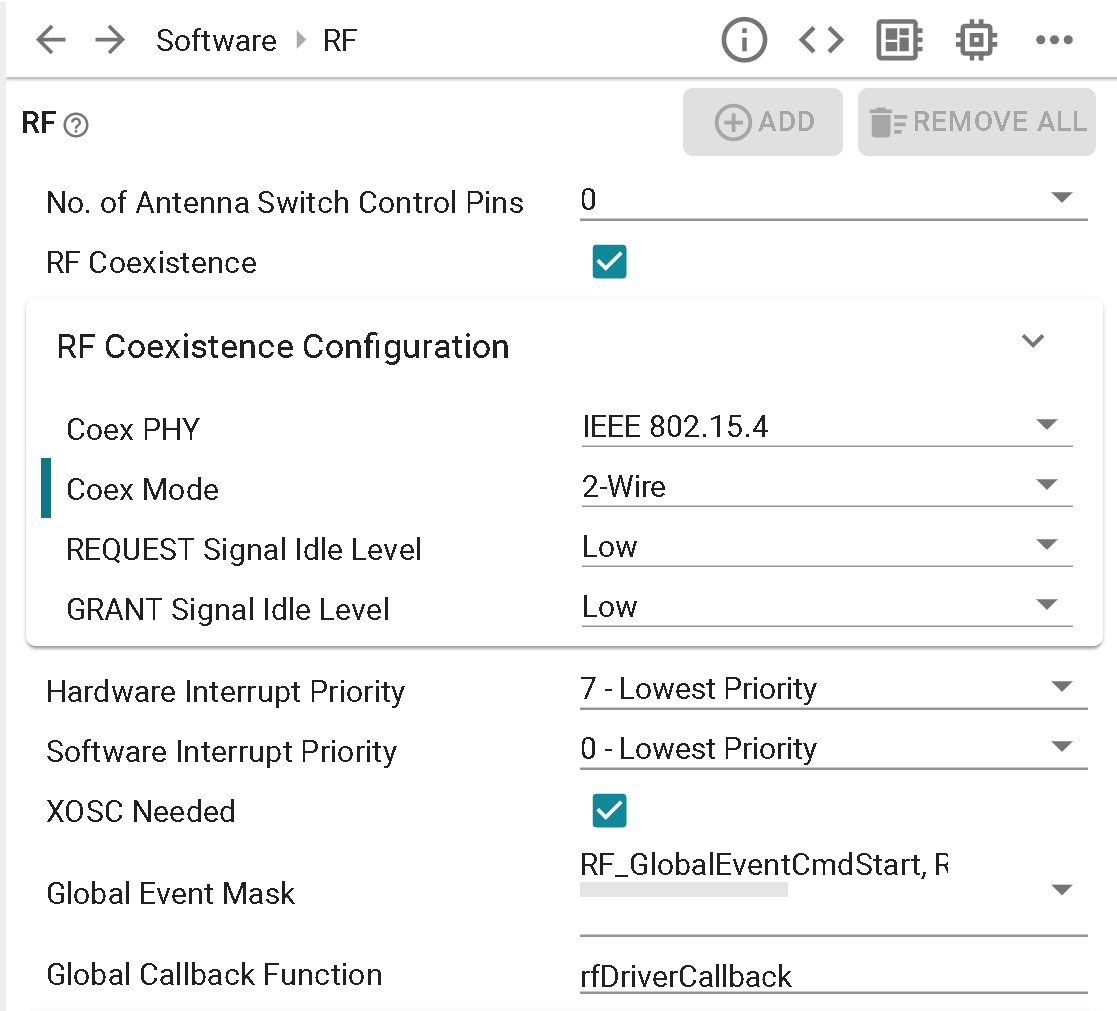 Software RF
RF
ADD REMOVE ALL
No. of Antenna Switch Control Pins 0
RF Coexistence
RF Coexistence Configuration
Coex PHY IEEE 802.15.4
Coex Mode 2-Wire
REQUEST Signal Idle Level Low
GRANT Signal Idle Level Low
Hardware Interrupt Priority 7 - Lowest Priority
Software Interrupt Priority 0 - Lowest Priority
XOSC Needed
Global Event Mask RF_GlobalEventCmdStart,
Global Callback Function rfDriverCallback